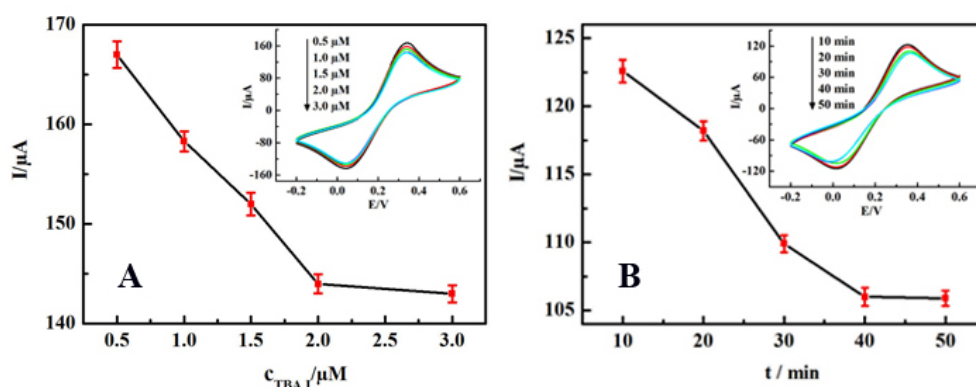 170
160
150
140
I/μA
0.5
1.0
1.5
2.0
2.5
3.0
c_TBA I/μM
A
160
80
0
-80
-160
I/μA
-0.2
0.0
0.2
0.4
0.6
E/V
0.5 μM
1.0 μM
1.5 μM
2.0 μM
3.0 μM
125
120
115
110
105
I/μA
10
20
30
40
50
t / min
B
120
60
0
-60
-120
I/μA
-0.2
0.0
0.2
0.4
0.6
E/V
10 min
20 min
30 min
40 min
50 min